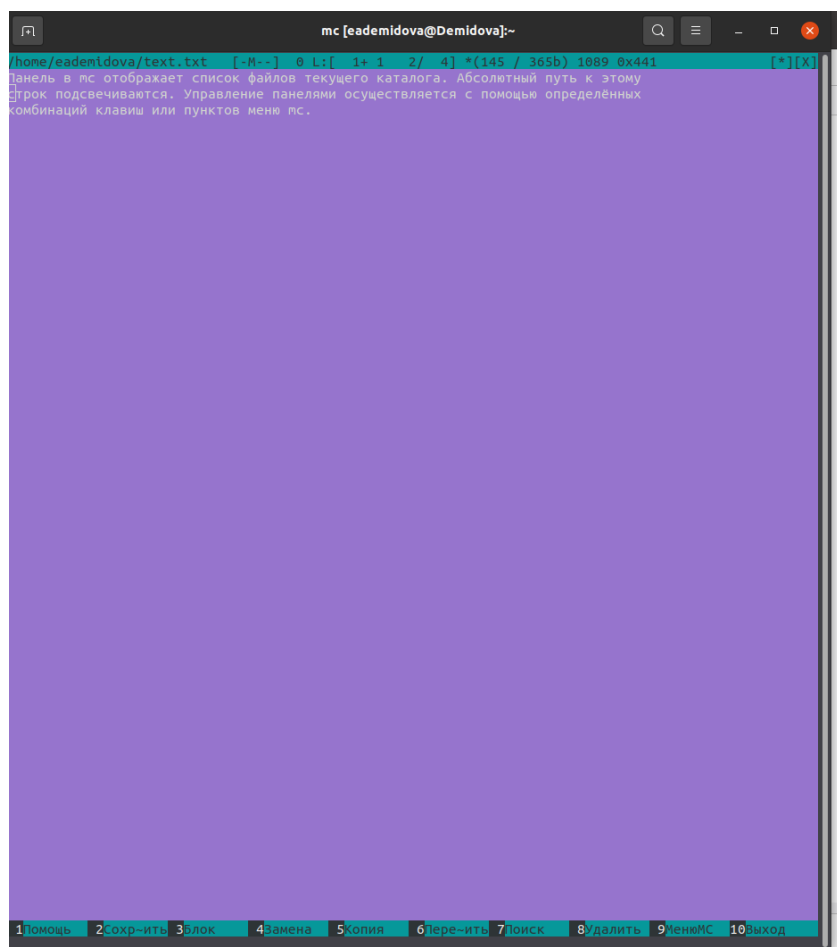 mc [eademidova@Demidova]:~
/home/eademidova/text.txt [-M--] 0 L:[ 1+ 1 2/ 4] *(145 / 365b) 1089 0x441 [*][X]
Панель в mc отображает список файлов текущего каталога. Абсолютный путь к этому
строк подсвечиваются. Управление панелями осуществляется с помощью определённых
комбинаций клавиш или пунктов меню mc.
1Помощь 2Сохр~ить 3Блок 4Замена 5Копия 6Пере~ить 7Поиск 8Удалить 9МенюМС 10Выход